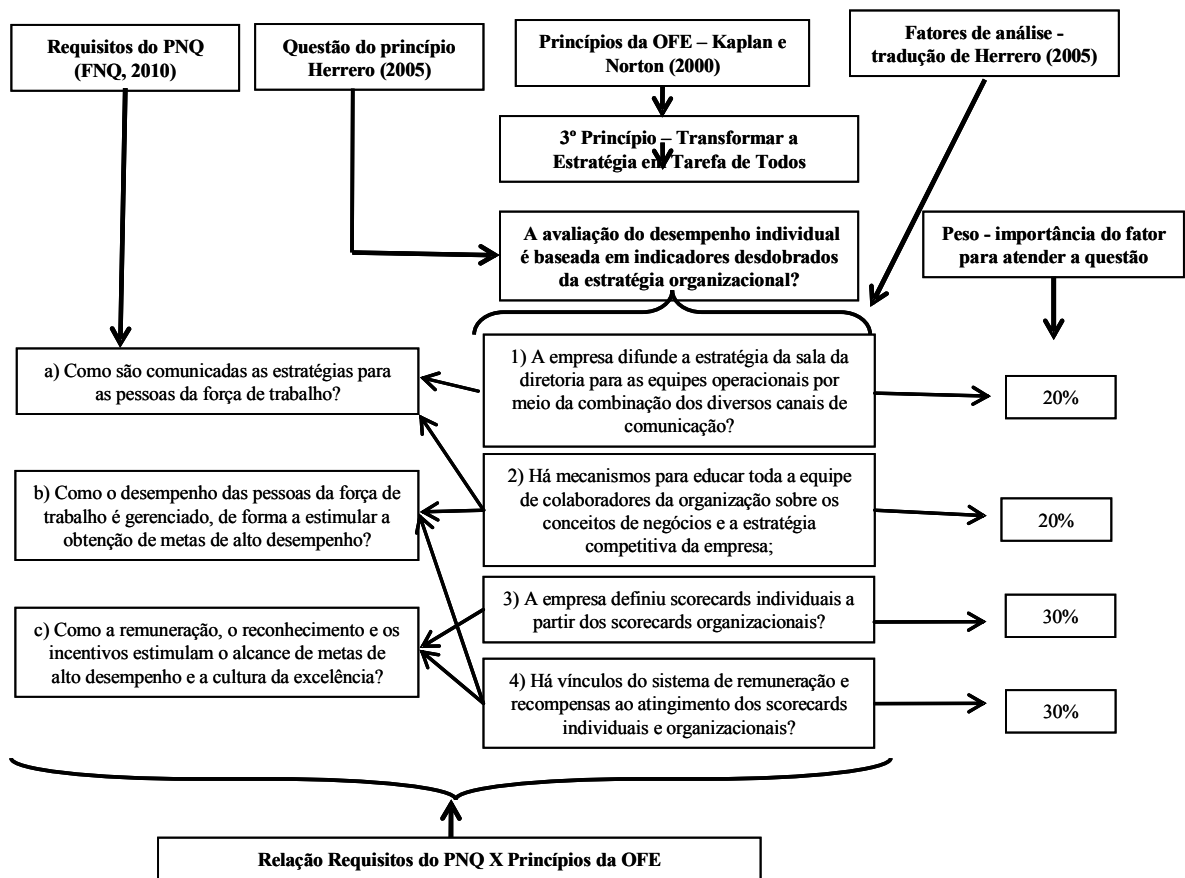 Requisitos do PNQ
(FNQ, 2010)
Questão do princípio
Herrero (2005)
Princípios da OFE – Kaplan e
Norton (2000)
Fatores de análise -
tradução de Herrero (2005)
3º Princípio – Transformar a
Estratégia em Tarefa de Todos
A avaliação do desempenho individual
é baseada em indicadores desdobrados
da estratégia organizacional?
Peso - importância do fator
para atender a questão
a) Como são comunicadas as estratégias para
as pessoas da força de trabalho?
1) A empresa difunde a estratégia da sala da
diretoria para as equipes operacionais por
meio da combinação dos diversos canais de
comunicação?
20%
b) Como o desempenho das pessoas da força de
trabalho é gerenciado, de forma a estimular a
obtenção de metas de alto desempenho?
2) Há mecanismos para educar toda a equipe
de colaboradores da organização sobre os
conceitos de negócios e a estratégia
competitiva da empresa;
20%
c) Como a remuneração, o reconhecimento e os
incentivos estimulam o alcance de metas de
alto desempenho e a cultura da excelência?
3) A empresa definiu scorecards individuais a
partir dos scorecards organizacionais?
30%
4) Há vínculos do sistema de remuneração e
recompensas ao atingimento dos scorecards
individuais e organizacionais?
30%
Relação Requisitos do PNQ X Princípios da OFE